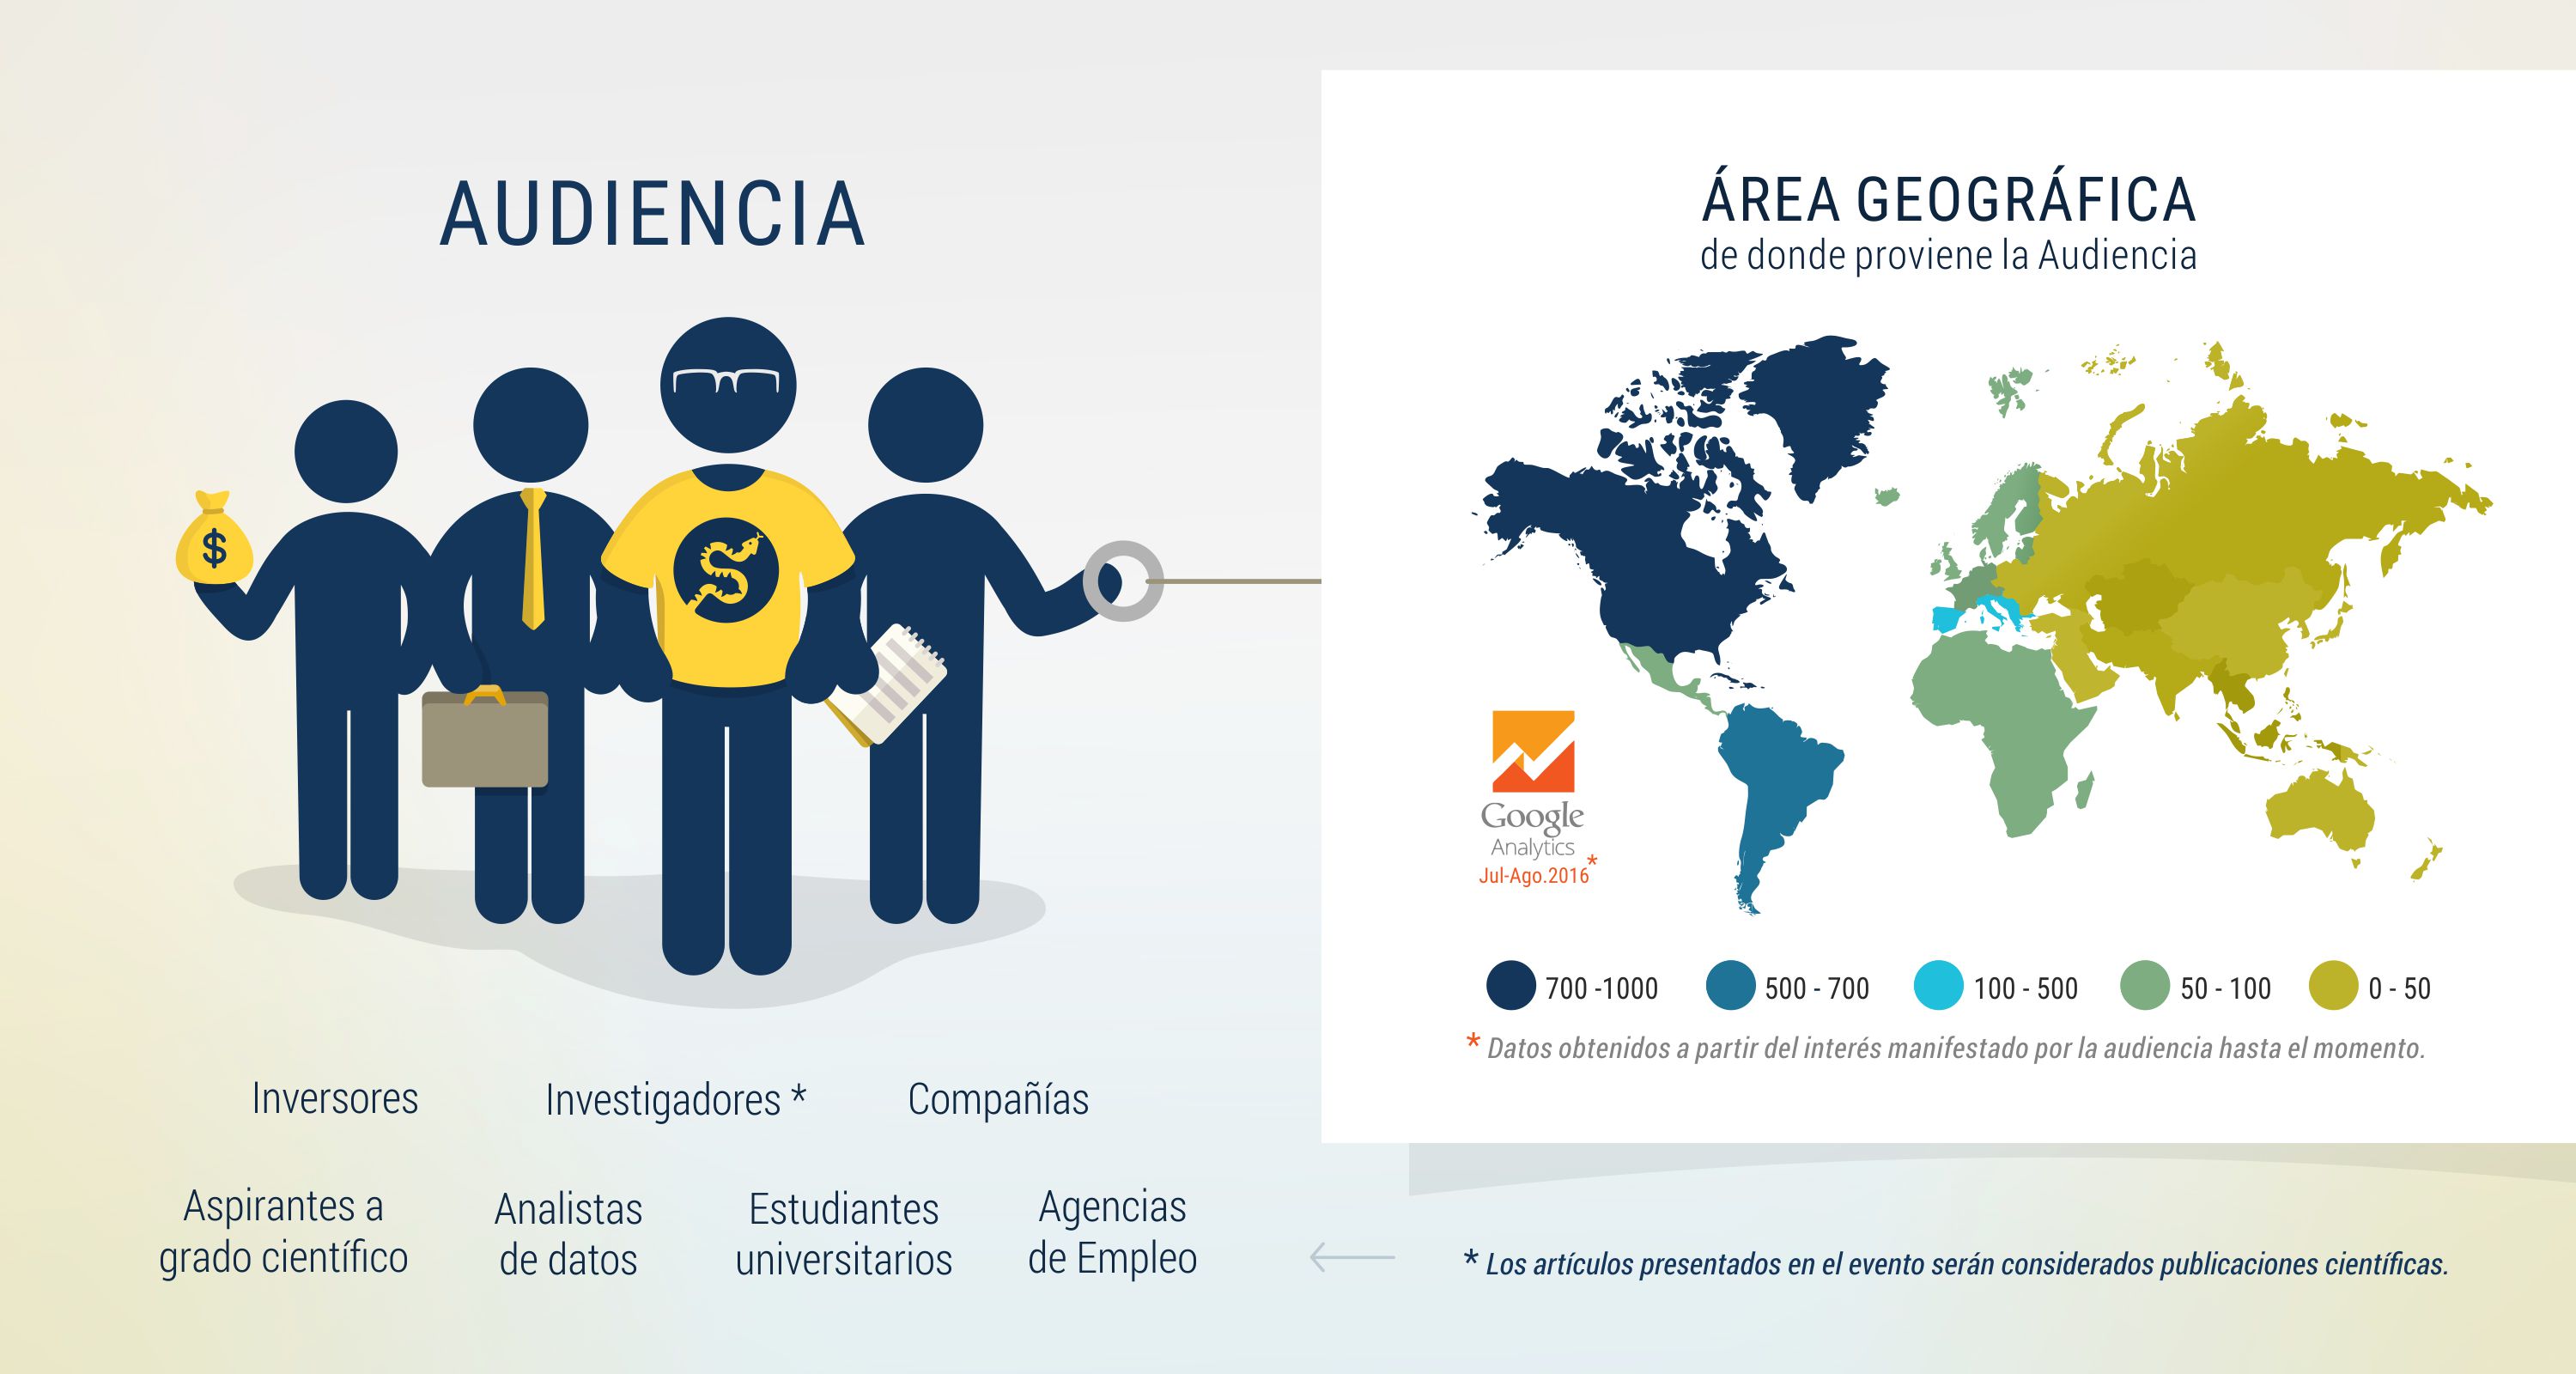 AUDIENCIA
$
S
Inversores
Investigadores *
Compañías
Aspirantes a
grado científico
Analistas
de datos
Estudiantes
universitarios
Agencias
de Empleo
ÁREA GEOGRÁFICA
de donde proviene la Audiencia
Google
Analytics
Jul-Ago.2016 *
700 -1000
500 - 700
100 - 500
50 - 100
0 - 50
* Datos obtenidos a partir del interés manifestado por la audiencia hasta el momento.
* Los artículos presentados en el evento serán considerados publicaciones científicas.